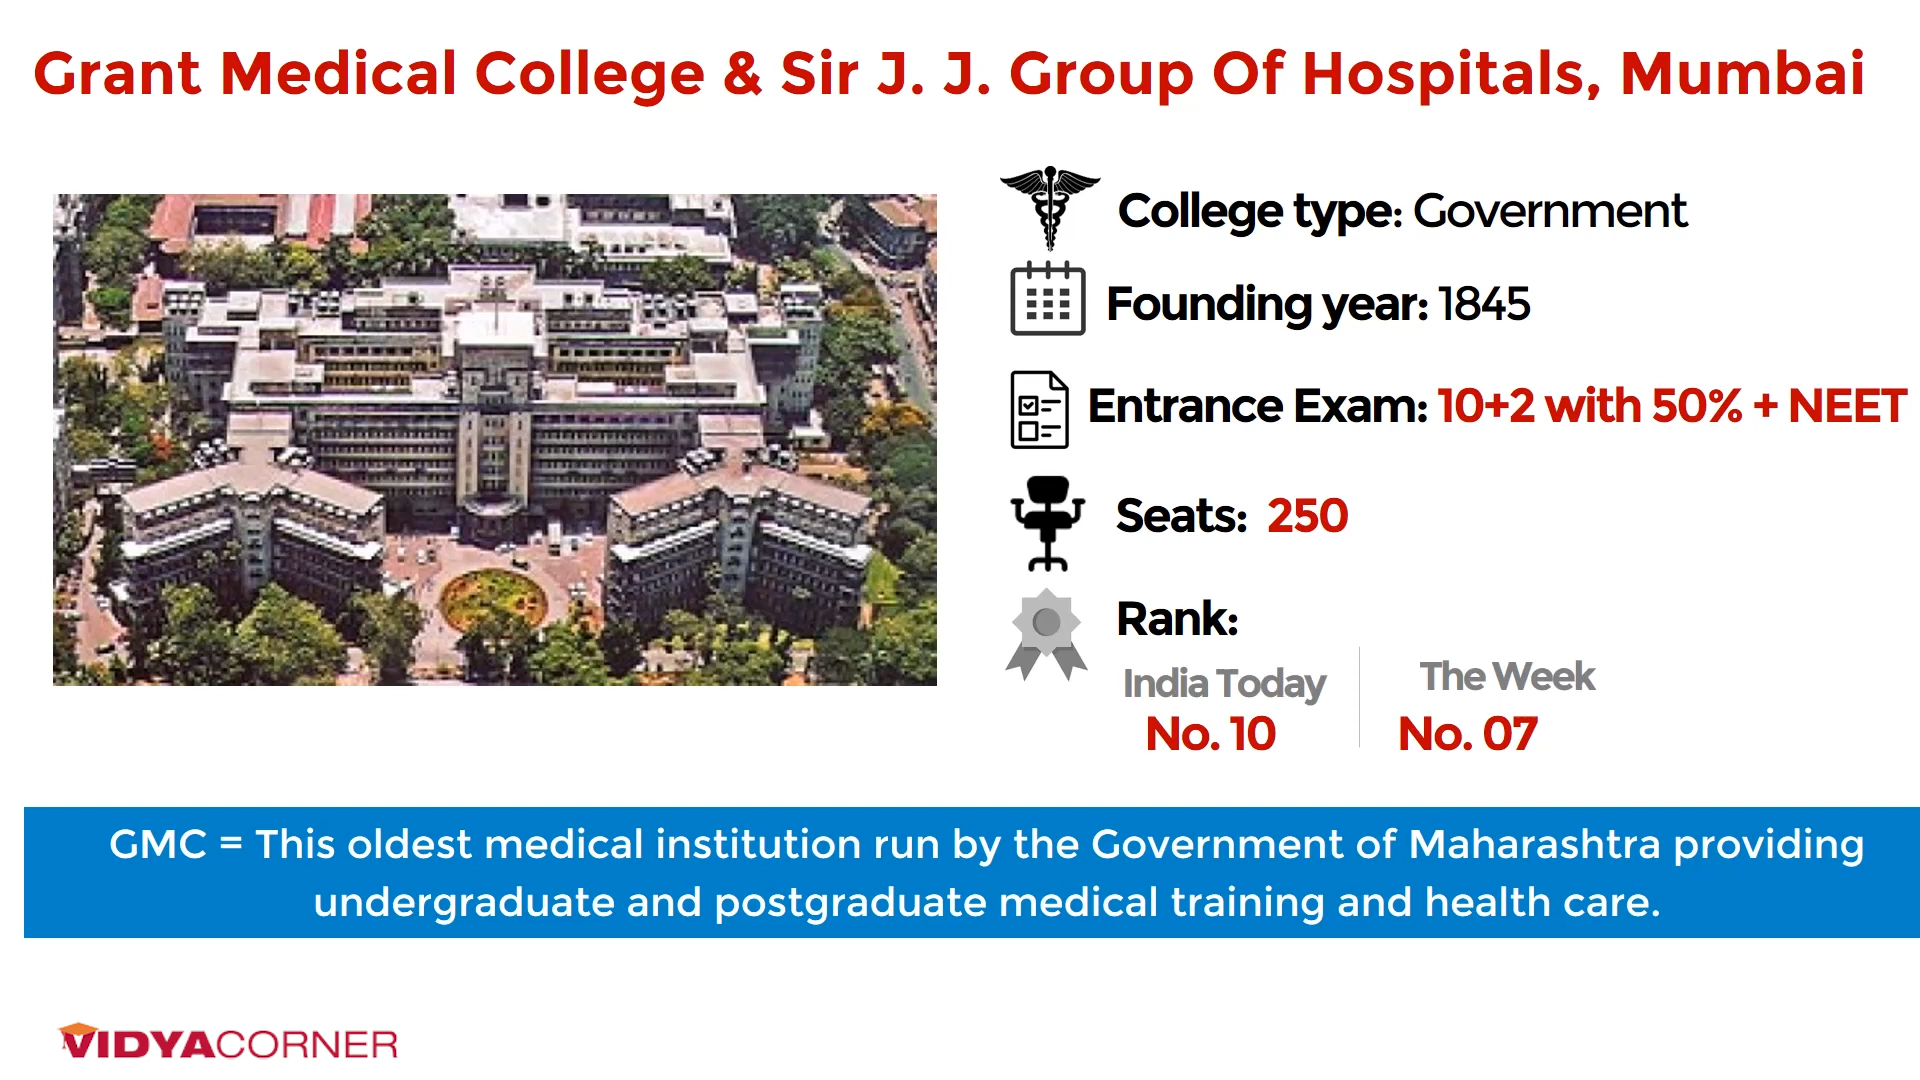 Grant Medical College & Sir J. J. Group Of Hospitals, Mumbai
College type: Government
Founding year: 1845
Entrance Exam: 10+2 with 50% + NEET
Seats: 250
Rank:
India Today
No. 10
The Week
No. 07
GMC = This oldest medical institution run by the Government of Maharashtra providing
undergraduate and postgraduate medical training and health care.
VIDYACORNER